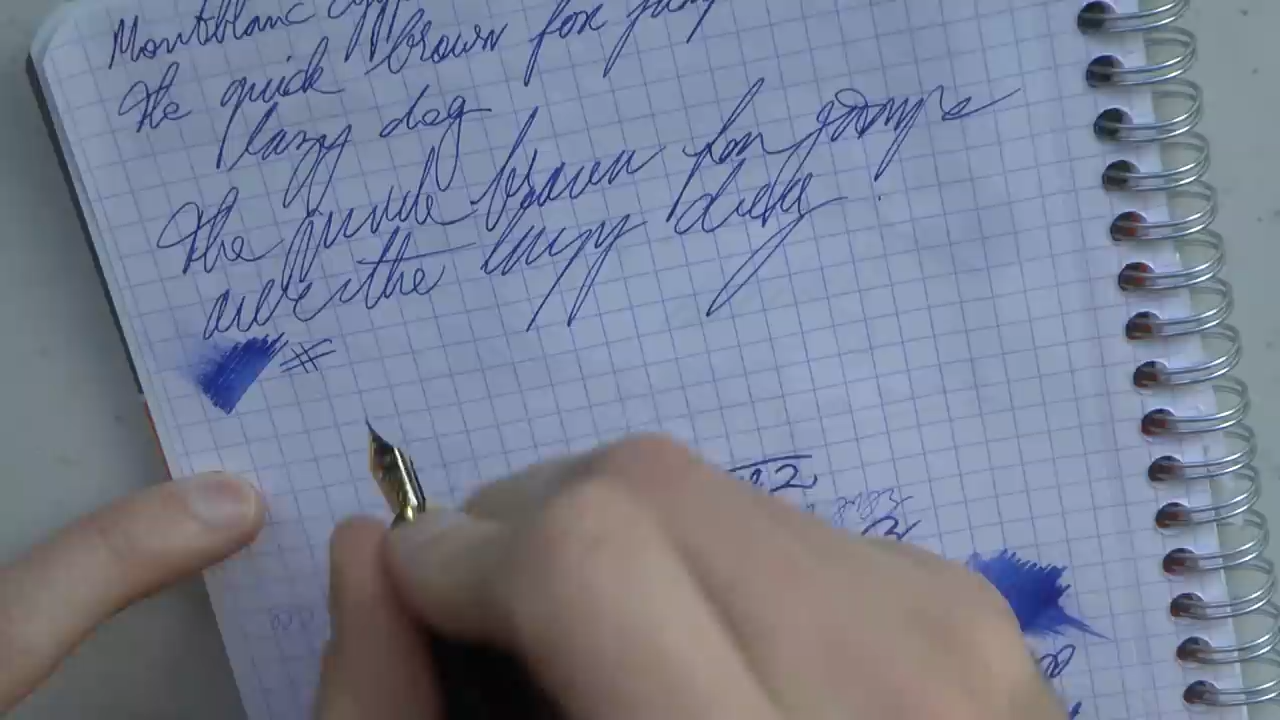 Montblanc
The quick brown fox
lazy dog
The quick brown fox jumps
over the lazy dog.
#